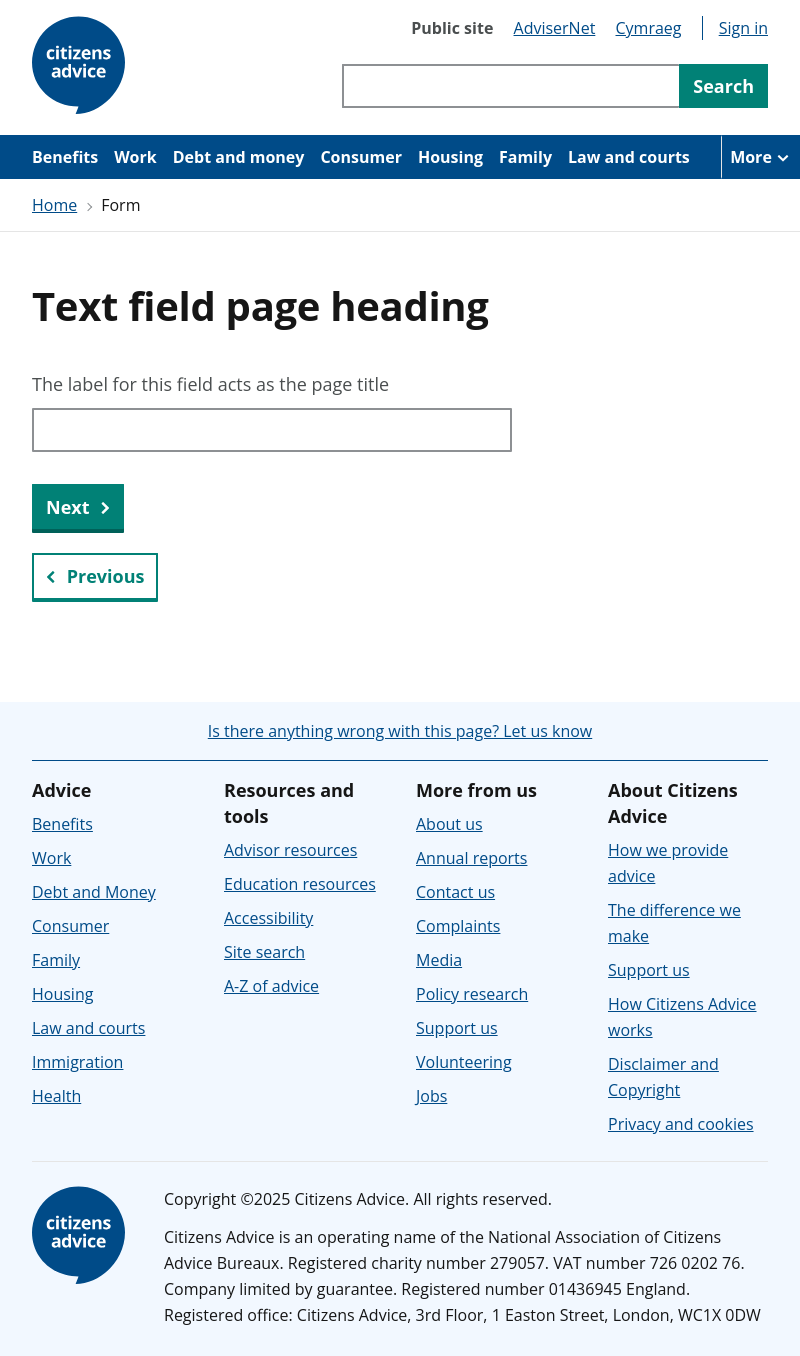 citizens
advice
Public site AdviserNet Cymraeg Sign in
Search
Benefits Work Debt and money Consumer Housing Family Law and courts More
Home Form
Text field page heading
The label for this field acts as the page title
Next
Previous
Is there anything wrong with this page? Let us know
Advice
Benefits
Work
Debt and Money
Consumer
Family
Housing
Law and courts
Immigration
Health
Resources and
tools
Advisor resources
Education resources
Accessibility
Site search
A-Z of advice
More from us
About us
Annual reports
Contact us
Complaints
Media
Policy research
Support us
Volunteering
Jobs
About Citizens
Advice
How we provide
advice
The difference we
make
Support us
How Citizens Advice
works
Disclaimer and
Copyright
Privacy and cookies
citizens
advice
Copyright ©2025 Citizens Advice. All rights reserved.
Citizens Advice is an operating name of the National Association of Citizens
Advice Bureaux. Registered charity number 279057. VAT number 726 0202 76.
Company limited by guarantee. Registered number 01436945 England.
Registered office: Citizens Advice, 3rd Floor, 1 Easton Street, London, WC1X 0DW